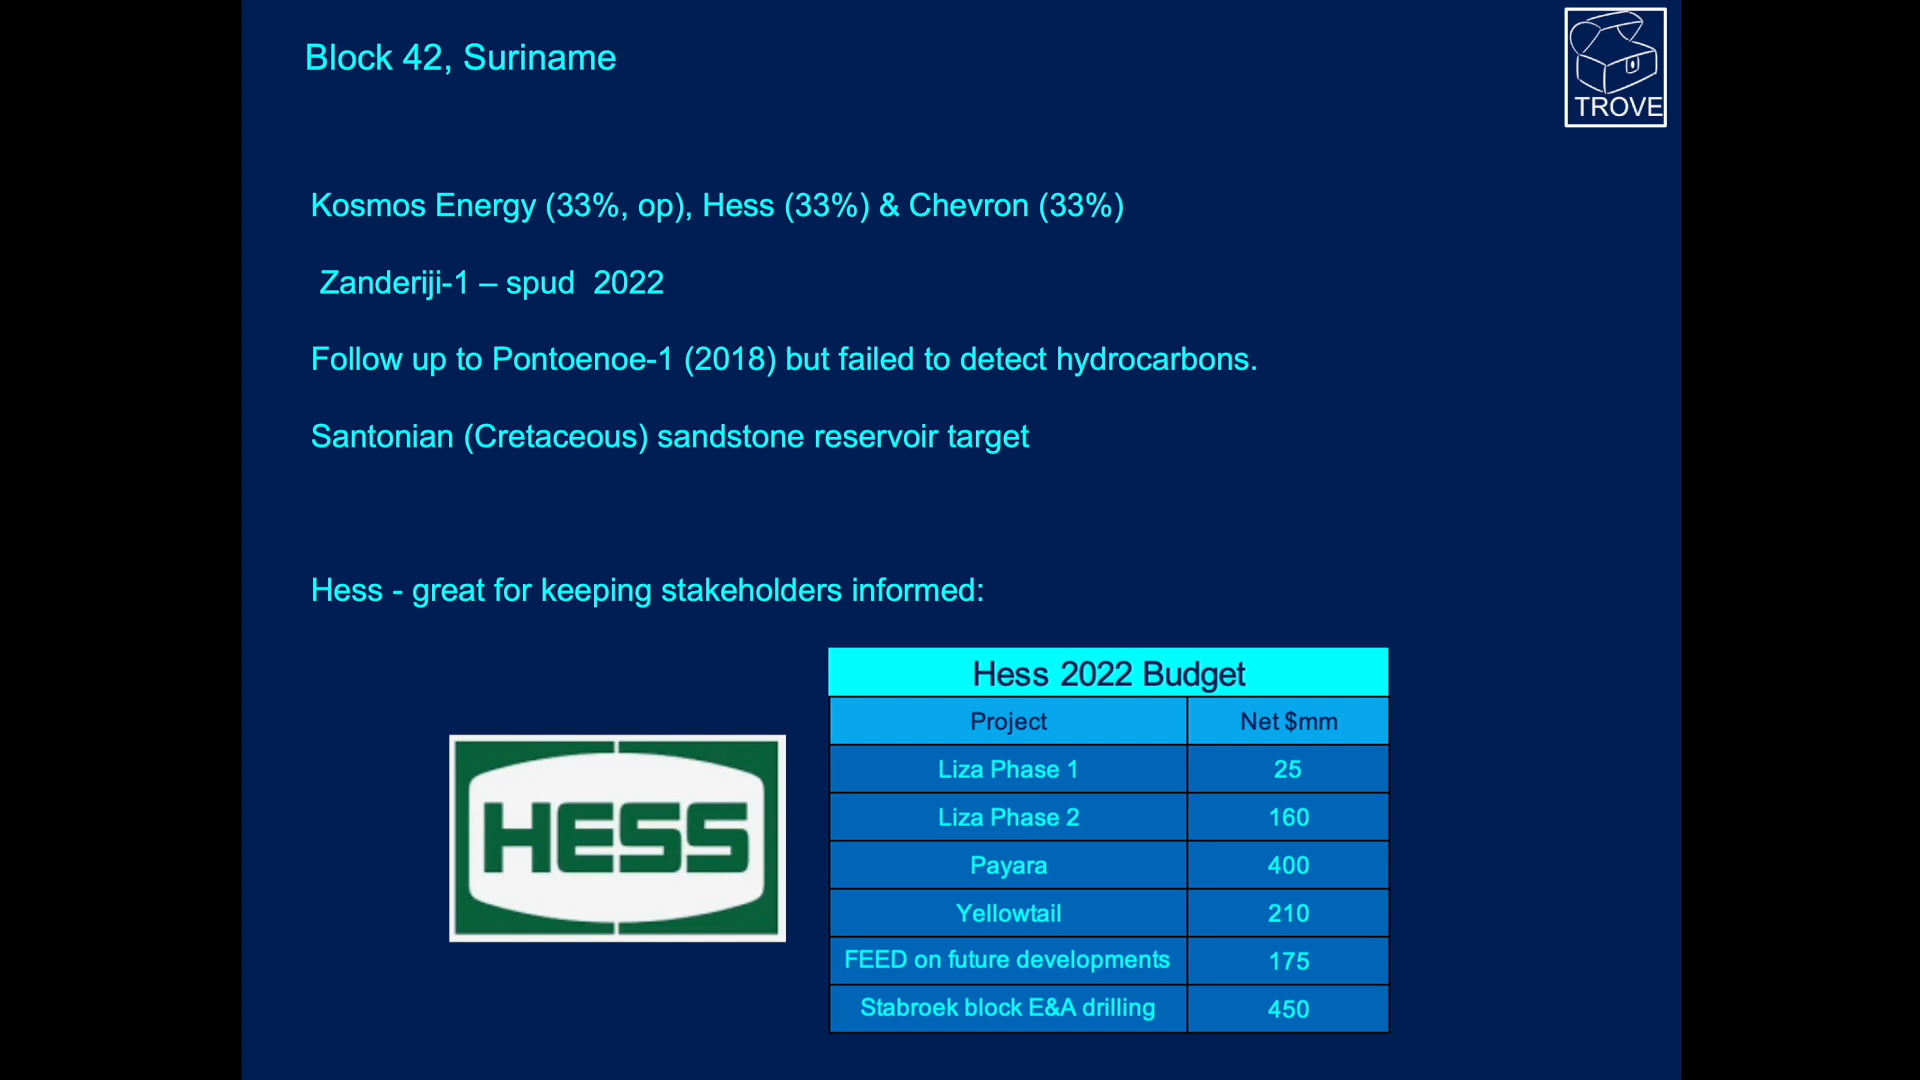 Block 42, Suriname
TROVE
Kosmos Energy (33%, op), Hess (33%) & Chevron (33%)
Zanderiji-1 – spud 2022
Follow up to Pontoenoe-1 (2018) but failed to detect hydrocarbons.
Santonian (Cretaceous) sandstone reservoir target
Hess - great for keeping stakeholders informed:
HESS
Hess 2022 Budget
Project Net $mm
Liza Phase 1 25
Liza Phase 2 160
Payara 400
Yellowtail 210
FEED on future developments 175
Stabroek block E&A drilling 450